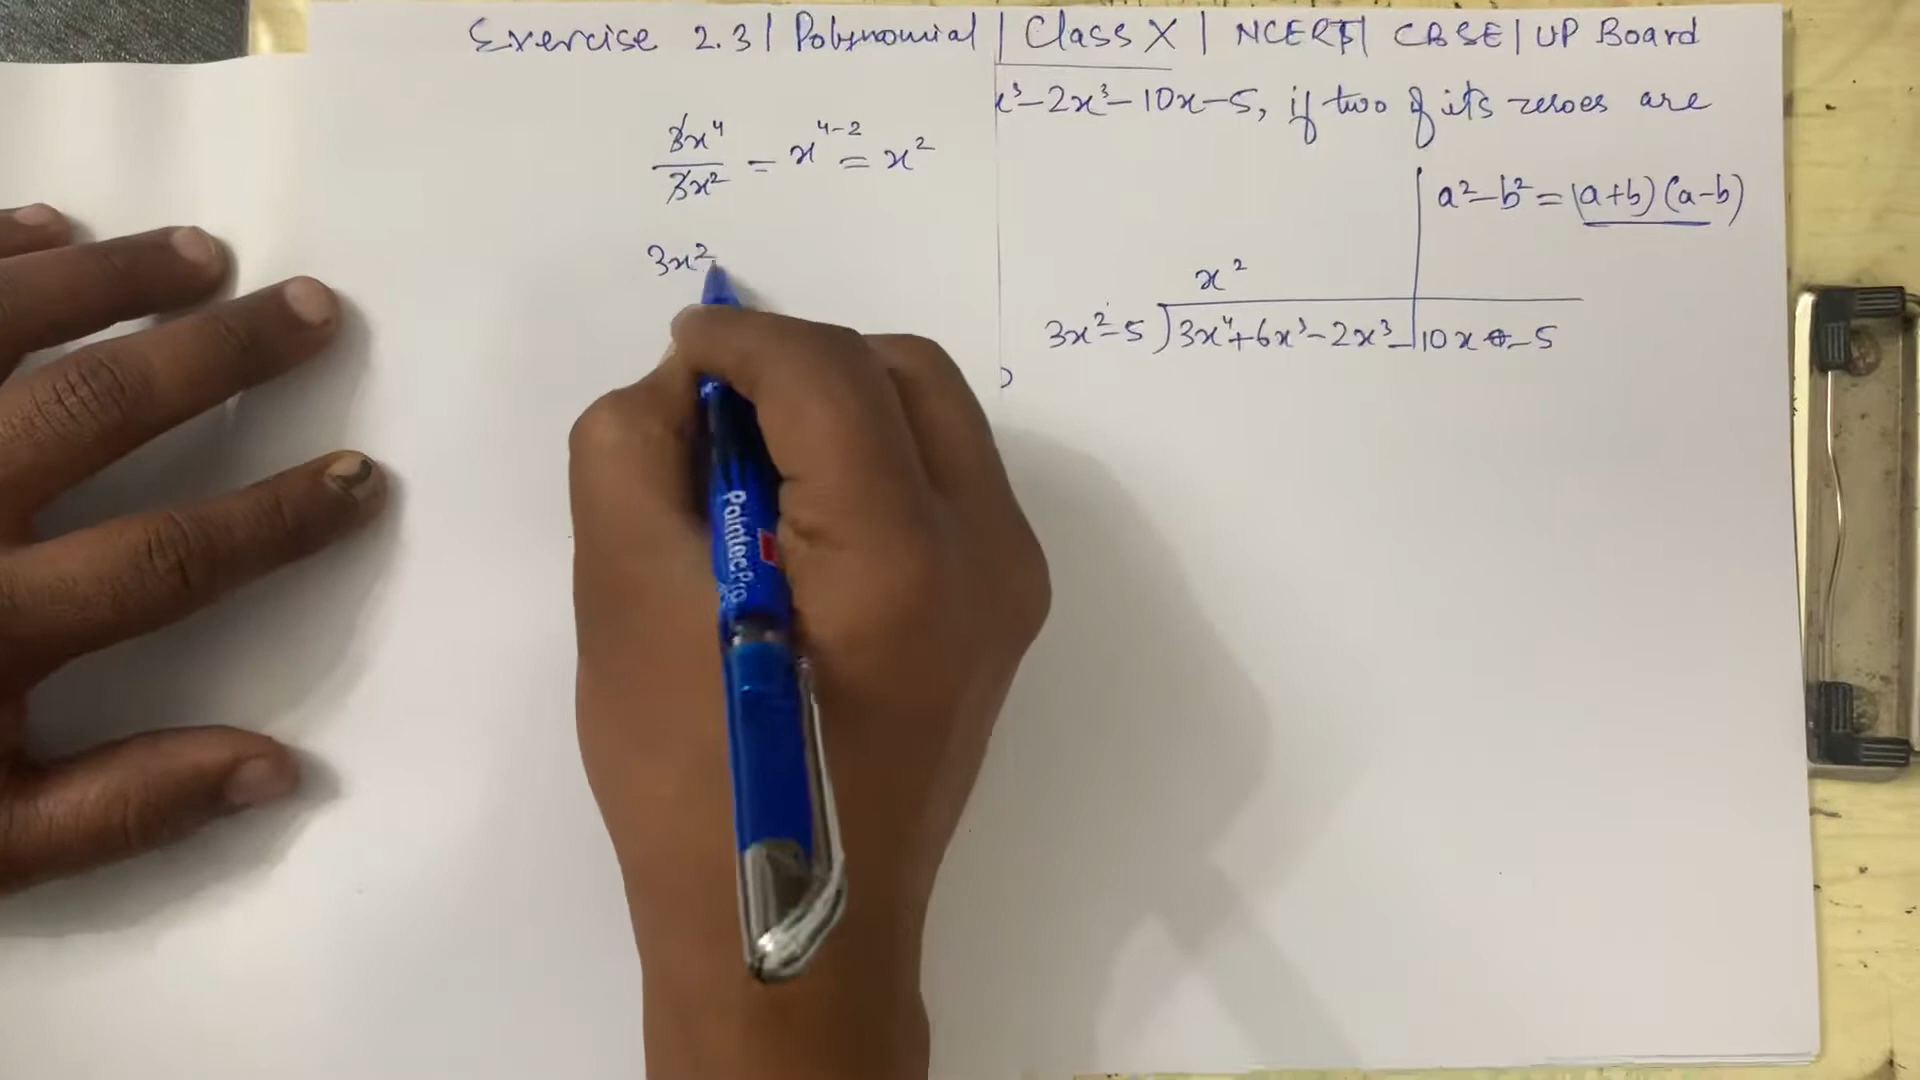 Exercise 2.3 | Polynomial | Class X | NCERT | CBSE | UP Board
x³-2x³-10x-5, if two of its zeroes are
3x⁴/3x² = x⁴⁻² = x²
a²-b² = (a+b)(a-b)
3x²
x²
3x²-5)3x⁴+6x³-2x³-10x-5
PointecPro